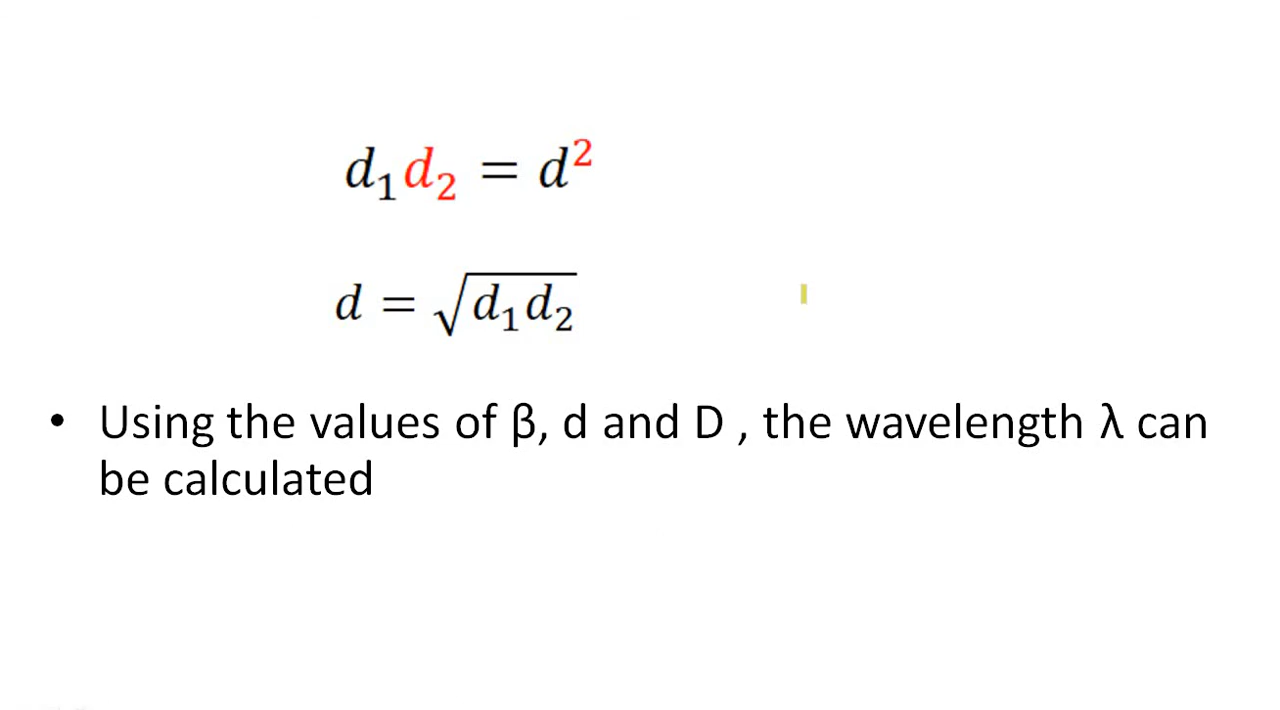 d₁d₂ = d²
d = √d₁d₂
• Using the values of β, d and D , the wavelength λ can
be calculated